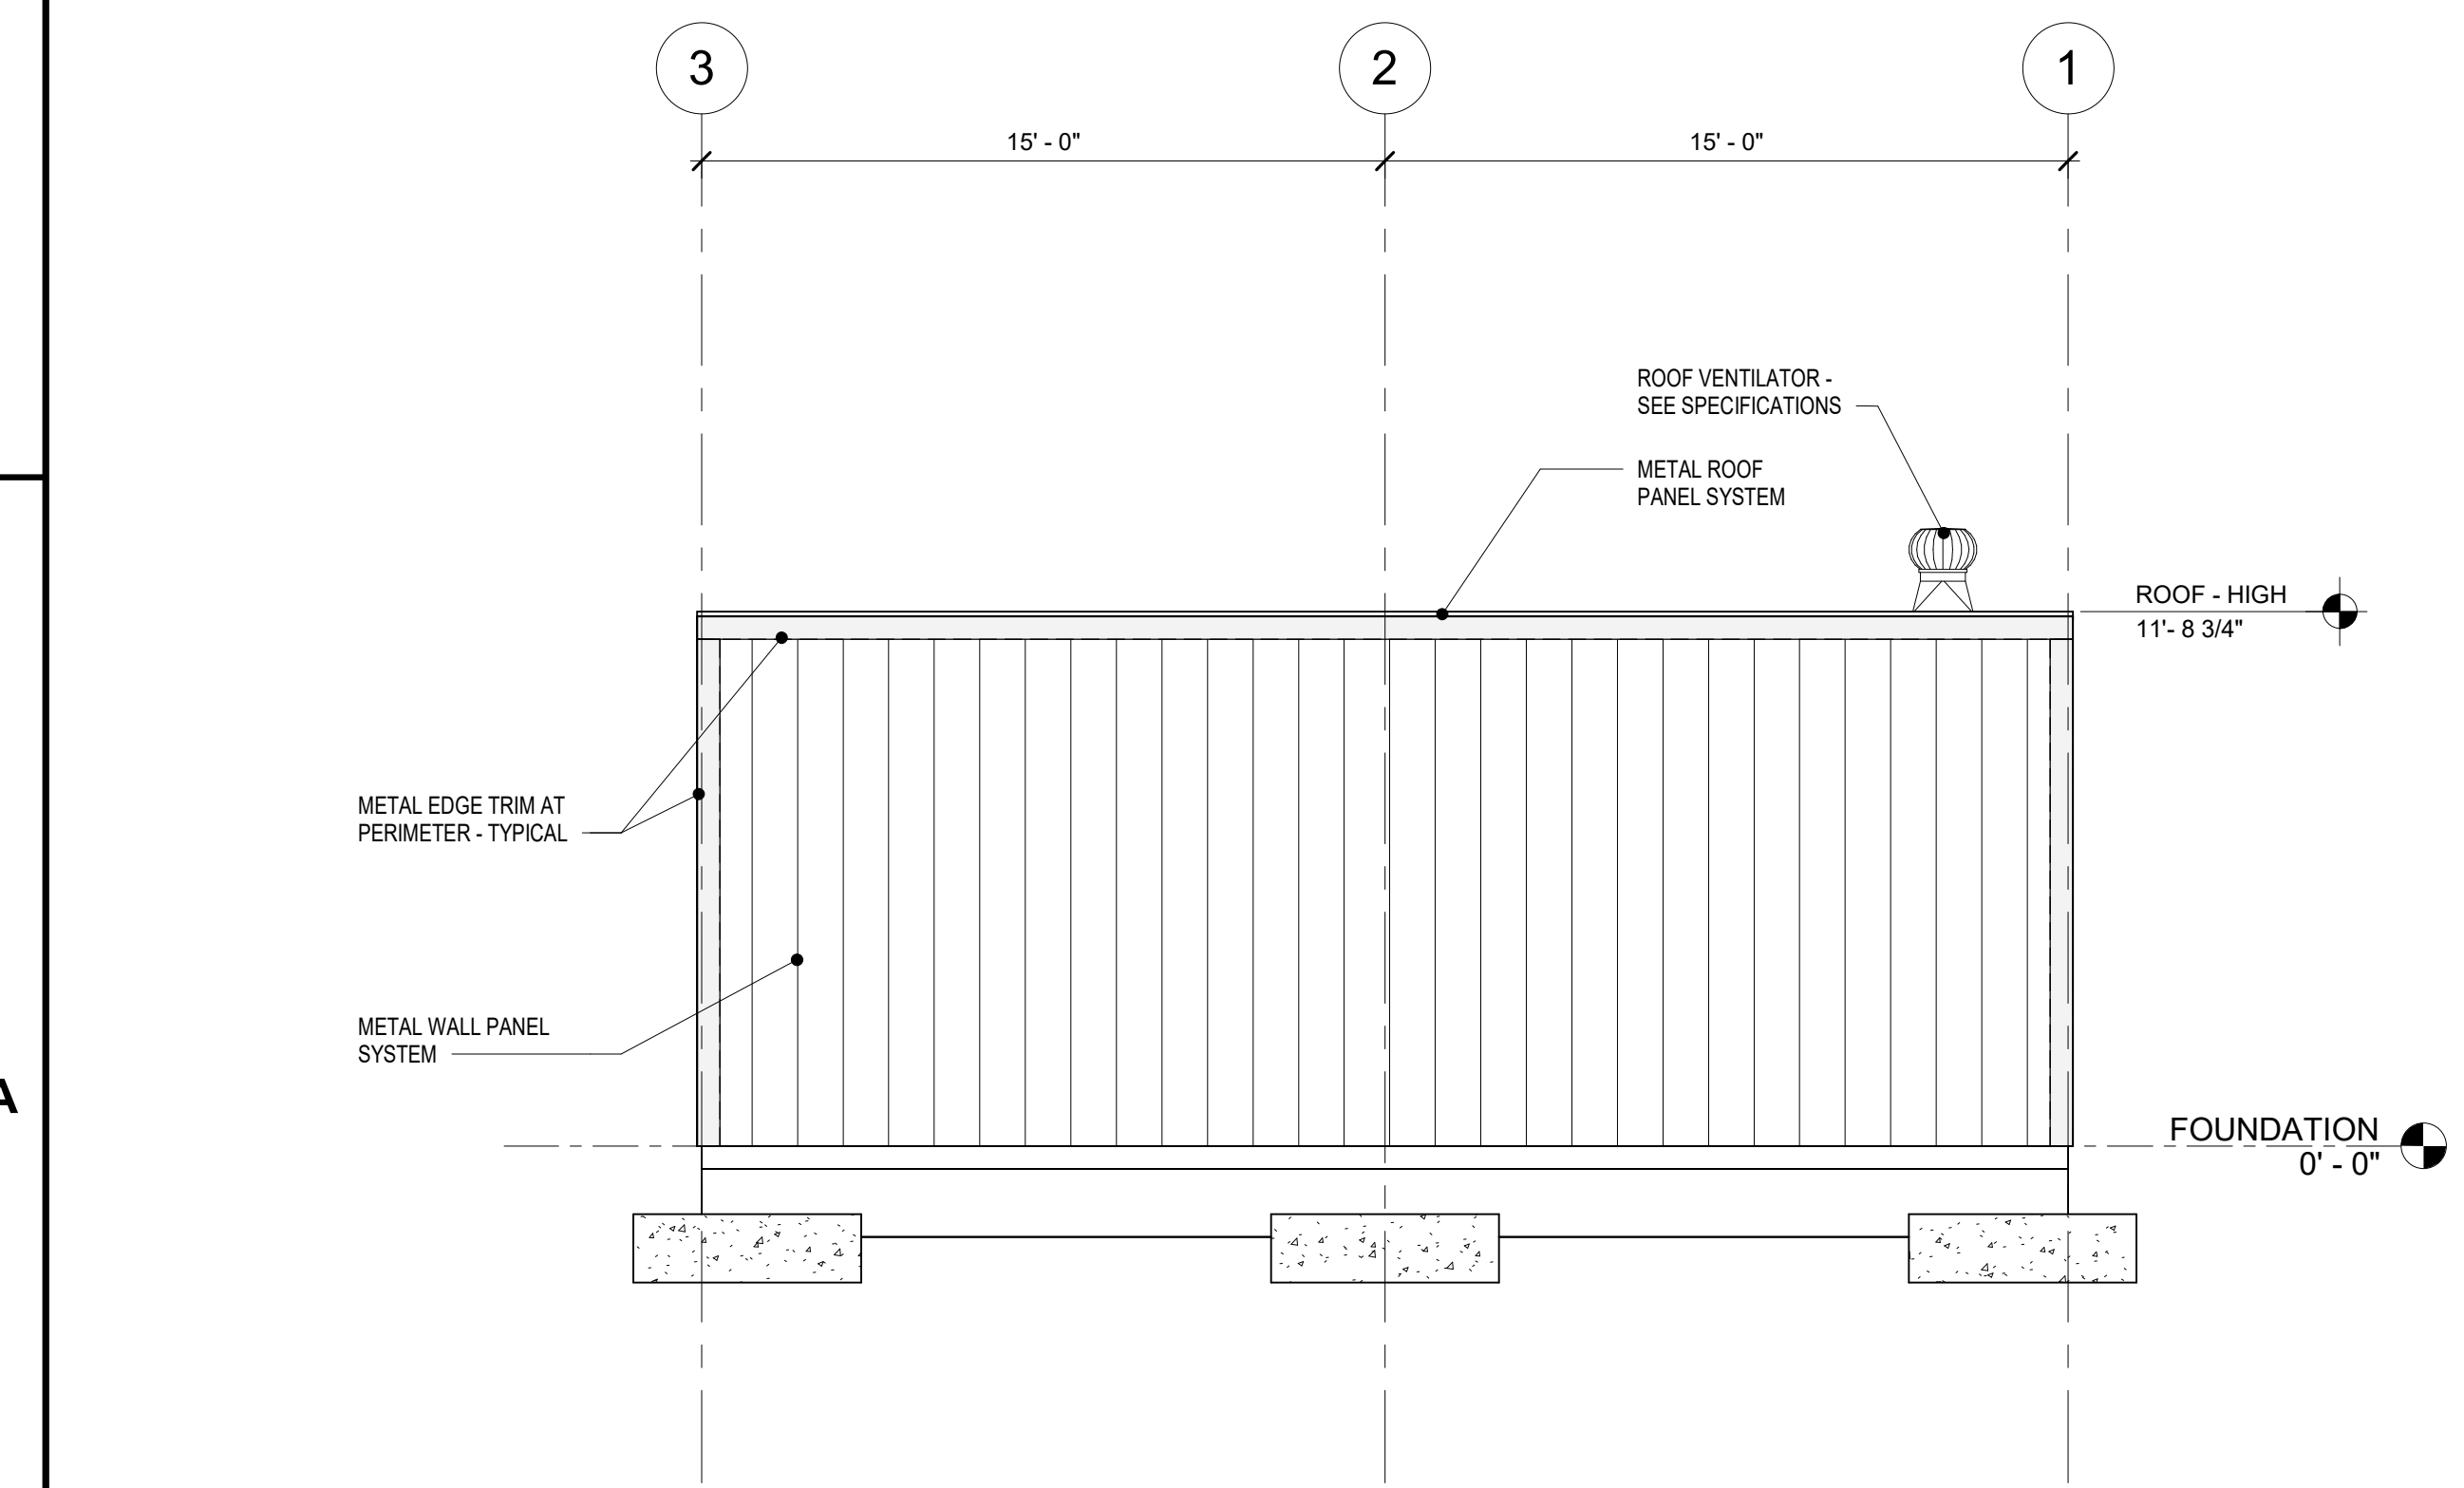 3
2
1
15' - 0"
15' - 0"
ROOF VENTILATOR -
SEE SPECIFICATIONS
METAL ROOF
PANEL SYSTEM
ROOF - HIGH
11'- 8 3/4"
METAL EDGE TRIM AT
PERIMETER - TYPICAL
METAL WALL PANEL
SYSTEM
A
FOUNDATION
0' - 0"